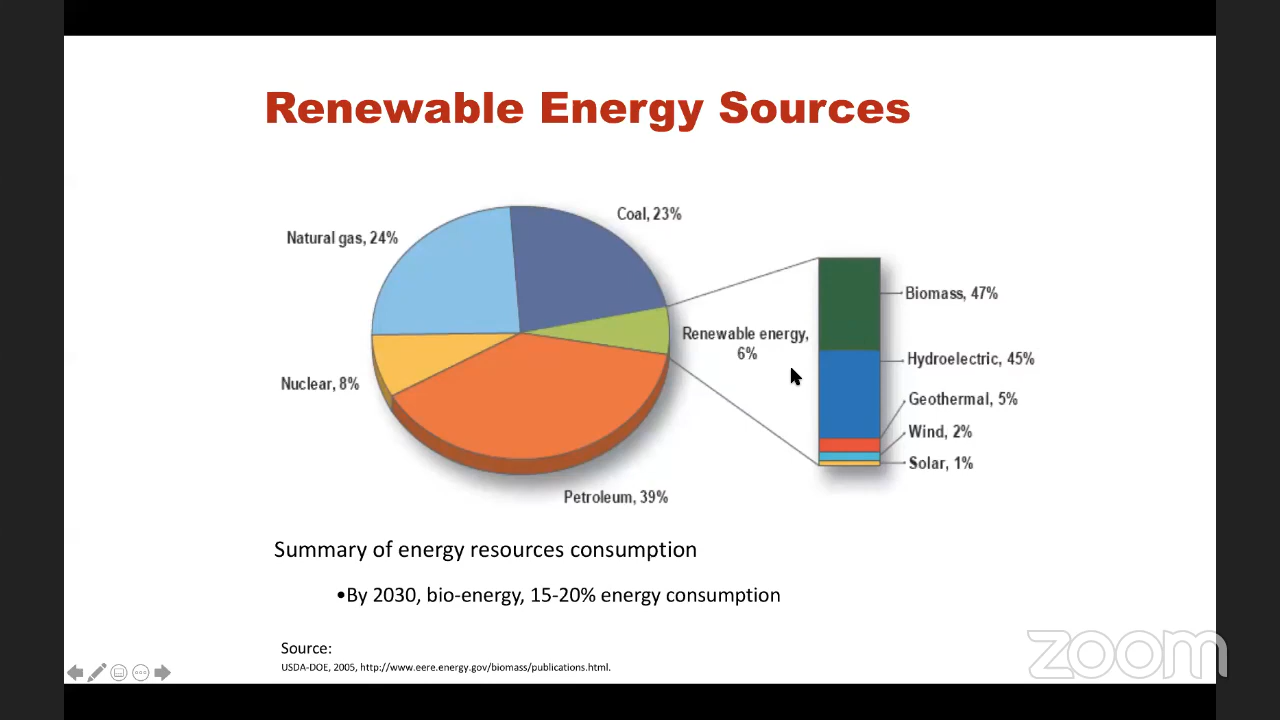 Renewable Energy Sources
Coal, 23%
Natural gas, 24%
Biomass, 47%
Renewable energy,
6%
Hydroelectric, 45%
Nuclear, 8%
Geothermal, 5%
Wind, 2%
Solar, 1%
Petroleum, 39%
Summary of energy resources consumption
•By 2030, bio-energy, 15-20% energy consumption
Source:
USDA-DOE, 2005, http://www.eere.energy.gov/biomass/publications.html.
zoom